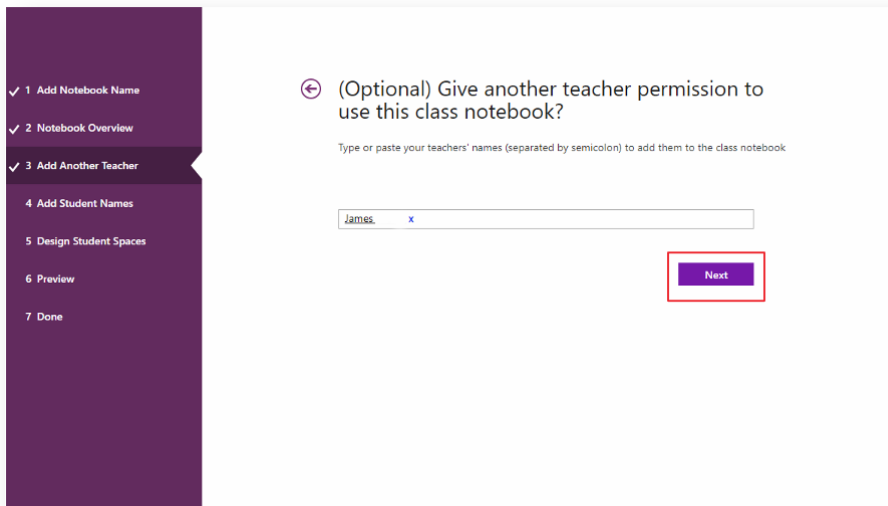 ✓ 1 Add Notebook Name
✓ 2 Notebook Overview
✓ 3 Add Another Teacher
4 Add Student Names
5 Design Student Spaces
6 Preview
7 Done
(Optional) Give another teacher permission to
use this class notebook?
Type or paste your teachers' names (separated by semicolon) to add them to the class notebook
James x
Next